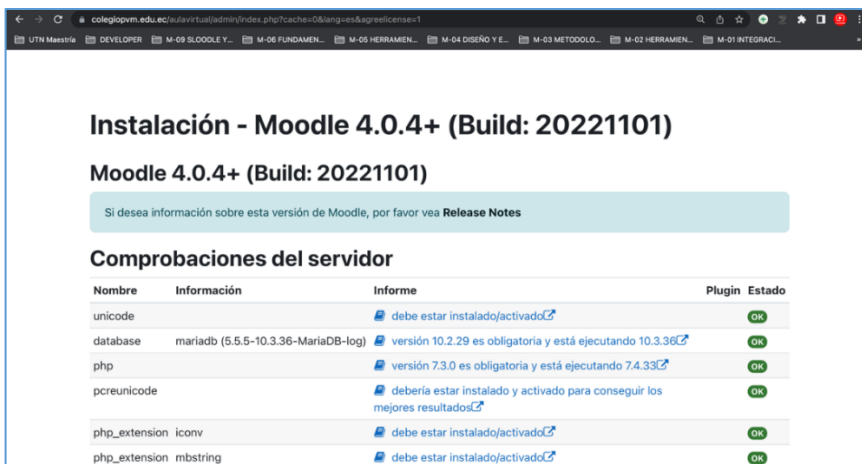 colegiopvm.edu.ec/aulavirtual/admin/index.php?cache=0&lang=es&agreelicense=1
UTN Maestría DEVELOPER M-09 SLOODLE Y... M-06 FUNDAMEN... M-05 HERRAMIEN... M-04 DISEÑO Y E... M-03 METODOLO... M-02 HERRAMIEN... M-01 INTEGRACI...
Instalación - Moodle 4.0.4+ (Build: 20221101)
Moodle 4.0.4+ (Build: 20221101)
Si desea información sobre esta versión de Moodle, por favor vea Release Notes
Comprobaciones del servidor
Nombre Información Informe Plugin Estado
unicode debe estar instalado/activado OK
database mariadb (5.5.5-10.3.36-MariaDB-log) versión 10.2.29 es obligatoria y está ejecutando 10.3.36 OK
php versión 7.3.0 es obligatoria y está ejecutando 7.4.33 OK
pcreunicode debería estar instalado y activado para conseguir los OK
mejores resultados
php_extension iconv debe estar instalado/activado OK
php_extension mbstring debe estar instalado/activado OK